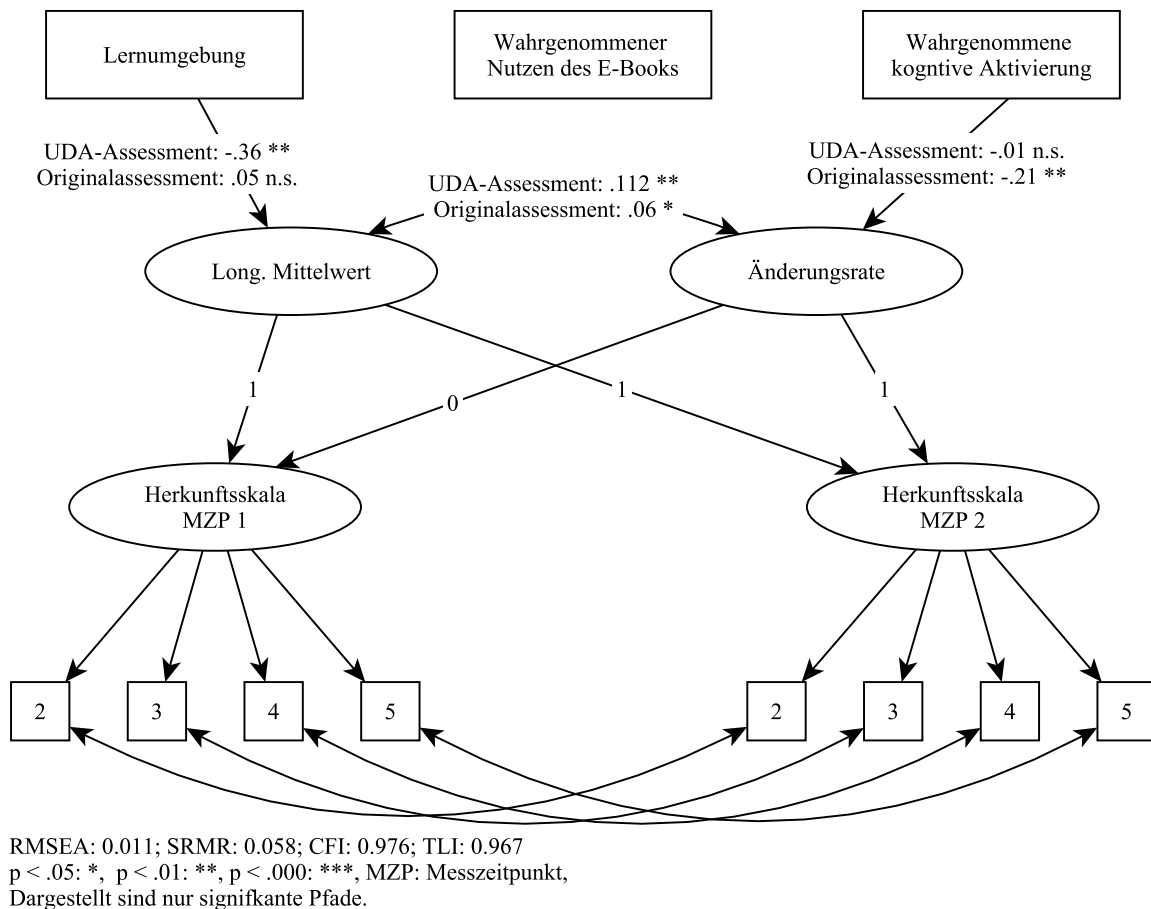 Lernumgebung
Wahrgenommener
Nutzen des E-Books
Wahrgenommene
kogntive Aktivierung
UDA-Assessment: -.36 **
Originalassessment: .05 n.s.
UDA-Assessment: .112 **
Originalassessment: .06 *
UDA-Assessment: -.01 n.s.
Originalassessment: -.21 **
Long. Mittelwert
Änderungsrate
1
0
1
1
Herkunftsskala
MZP 1
Herkunftsskala
MZP 2
2
3
4
5
2
3
4
5
RMSEA: 0.011; SRMR: 0.058; CFI: 0.976; TLI: 0.967
p < .05: *, p < .01: **, p < .000: ***, MZP: Messzeitpunkt,
Dargestellt sind nur signifkante Pfade.